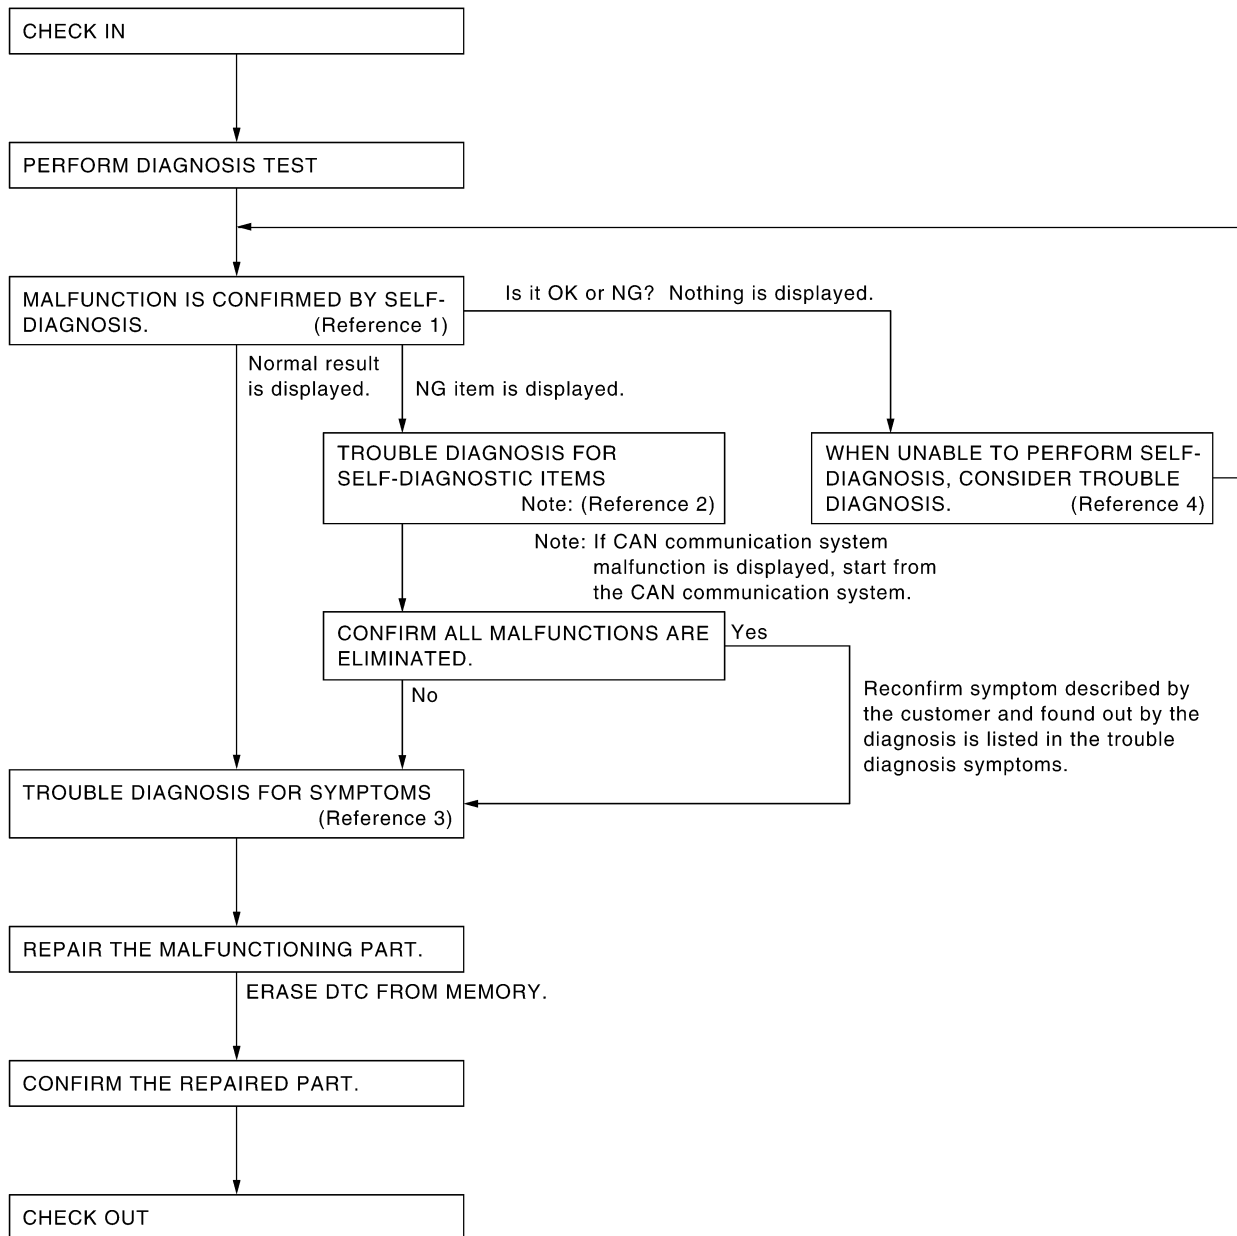 CHECK IN
PERFORM DIAGNOSIS TEST
MALFUNCTION IS CONFIRMED BY SELF-
DIAGNOSIS. (Reference 1)
Is it OK or NG? Nothing is displayed.
Normal result
is displayed.
NG item is displayed.
TROUBLE DIAGNOSIS FOR
SELF-DIAGNOSTIC ITEMS
Note: (Reference 2)
WHEN UNABLE TO PERFORM SELF-
DIAGNOSIS, CONSIDER TROUBLE
DIAGNOSIS. (Reference 4)
Note: If CAN communication system
malfunction is displayed, start from
the CAN communication system.
CONFIRM ALL MALFUNCTIONS ARE
ELIMINATED.
Yes
No
Reconfirm symptom described by
the customer and found out by the
diagnosis is listed in the trouble
diagnosis symptoms.
TROUBLE DIAGNOSIS FOR SYMPTOMS
(Reference 3)
REPAIR THE MALFUNCTIONING PART.
ERASE DTC FROM MEMORY.
CONFIRM THE REPAIRED PART.
CHECK OUT